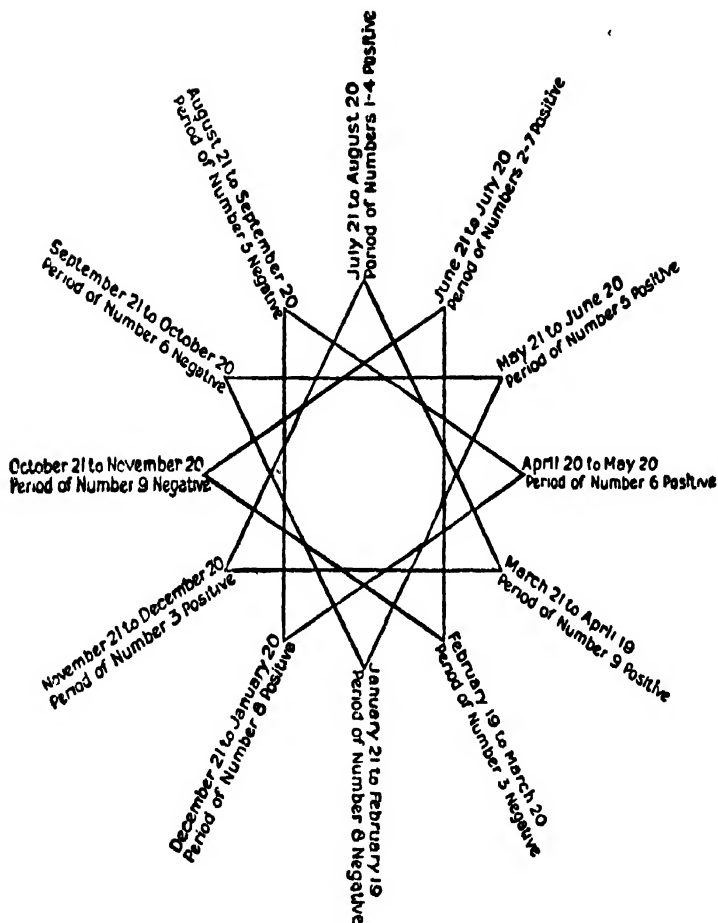 July 21 to August 20
Period of Numbers 1-4 Positive
June 21 to July 20
Period of Numbers 2-7 Positive
May 21 to June 20
Period of Number 5 Positive
April 20 to May 20
Period of Number 6 Positive
March 21 to April 19
Period of Number 9 Positive
February 19 to March 20
Period of Number 3 Negative
January 21 to February 19
Period of Number 8 Negative
December 21 to January 20
Period of Number 8 Positive
November 21 to December 20
Period of Number 3 Positive
October 21 to November 20
Period of Number 9 Negative
September 21 to October 20
Period of Number 6 Negative
August 21 to September 20
Period of Number 5 Negative